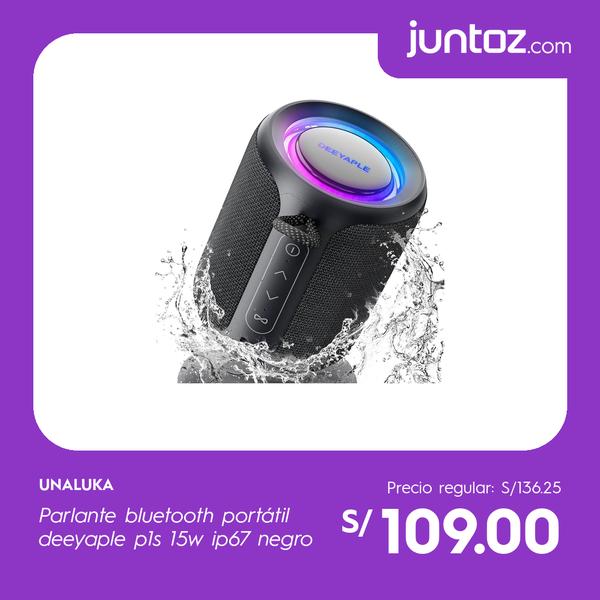 juntoz.com
DEEYAPLE
UNALUKA
Parlante bluetooth portátil
deeyaple p1s 15w ip67 negro
Precio regular: S/136.25
S/109.00